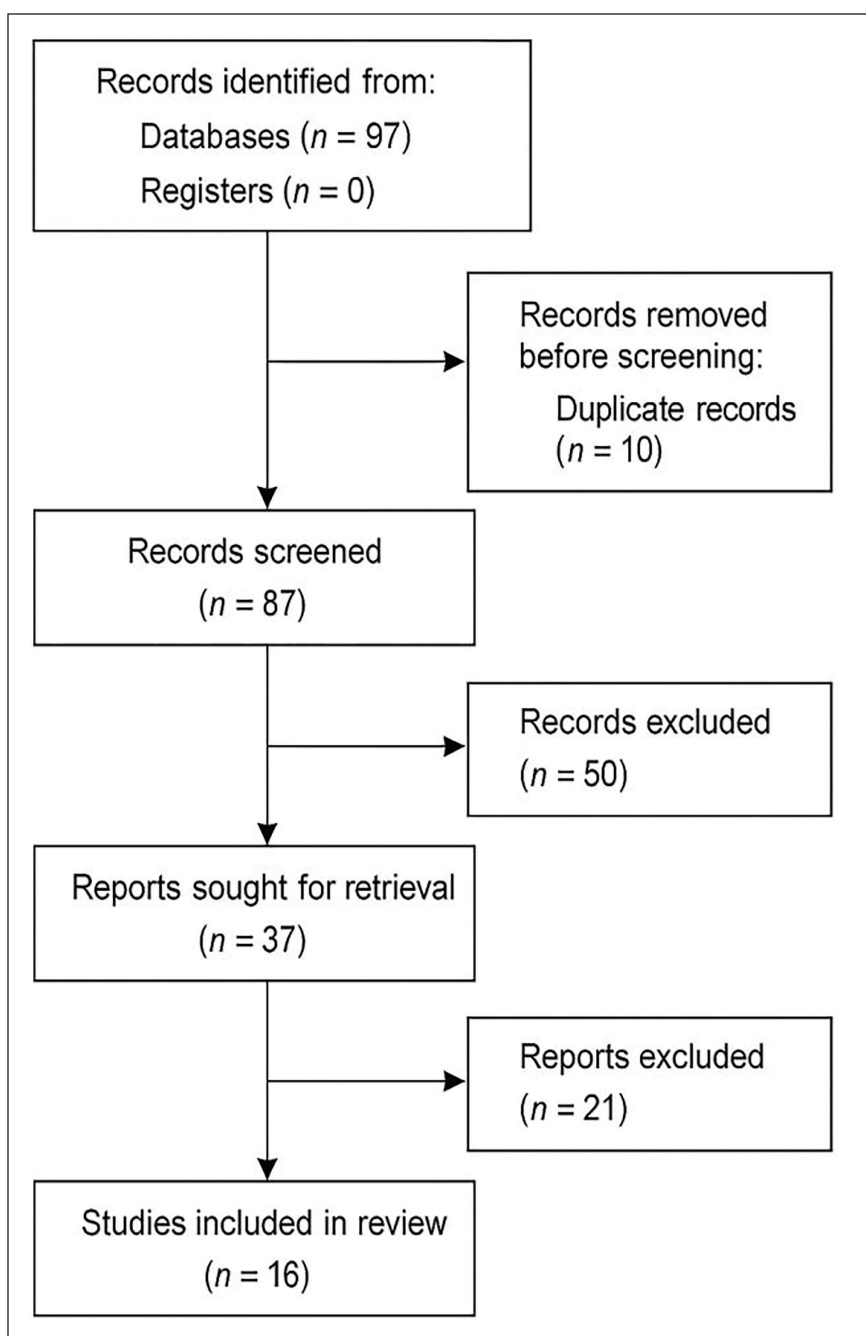 Records identified from:
Databases (n = 97)
Registers (n = 0)
Records removed
before screening:
Duplicate records
(n = 10)
Records screened
(n = 87)
Records excluded
(n = 50)
Reports sought for retrieval
(n = 37)
Reports excluded
(n = 21)
Studies included in review
(n = 16)